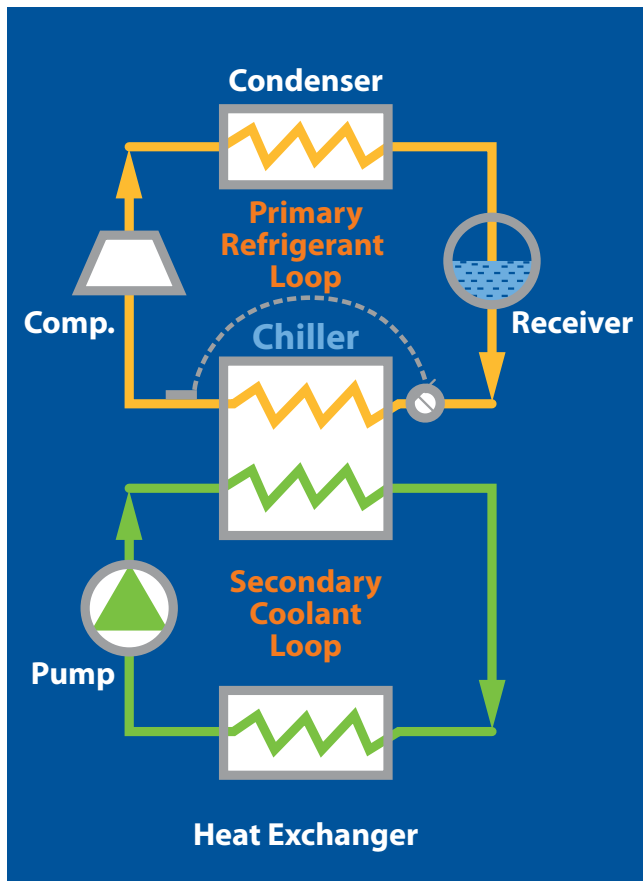 Condenser
Primary
Refrigerant
Loop
Comp.
Receiver
Chiller
Secondary
Coolant
Loop
Pump
Heat Exchanger